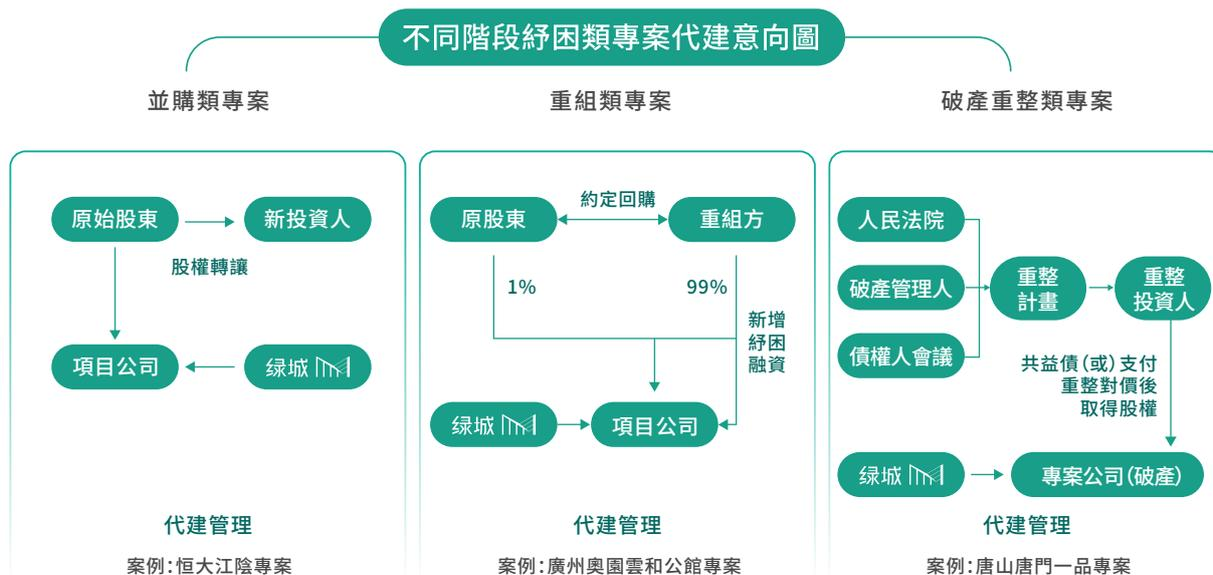 不同階段紓困類專案代建意向圖
並購類專案
重組類專案
破產重整類專案
原始股東
新投資人
股權轉讓
項目公司
绿城
代建管理
案例:恒大江陰專案
原股東
約定回購
重組方
1%
99%
新增
紓困
融資
绿城
項目公司
代建管理
案例:廣州奧園雲和公館專案
人民法院
破產管理人
債權人會議
重整
計畫
重整
投資人
共益債(或)支付
重整對價後
取得股權
绿城
專案公司(破產)
代建管理
案例:唐山唐門一品專案